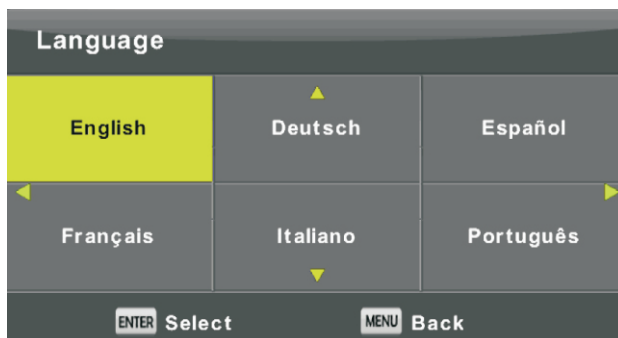 Language
English Deutsch Español
Français Italiano Português
ENTER Select MENU Back